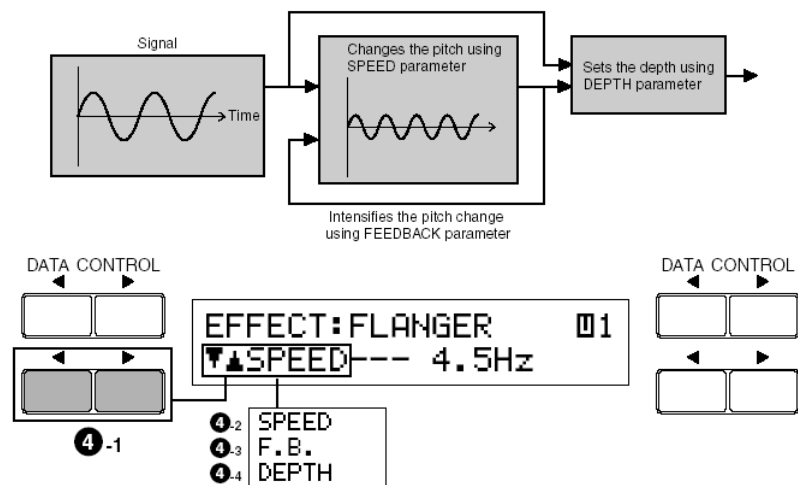 Signal
Time
Changes the pitch using
SPEED parameter
Sets the depth using
DEPTH parameter
Intensifies the pitch change
using FEEDBACK parameter
DATA CONTROL
DATA CONTROL
EFFECT:FLANGER 1
SPEED--- 4.5Hz
4-1
4-2 SPEED
4-3 F.B.
4-4 DEPTH